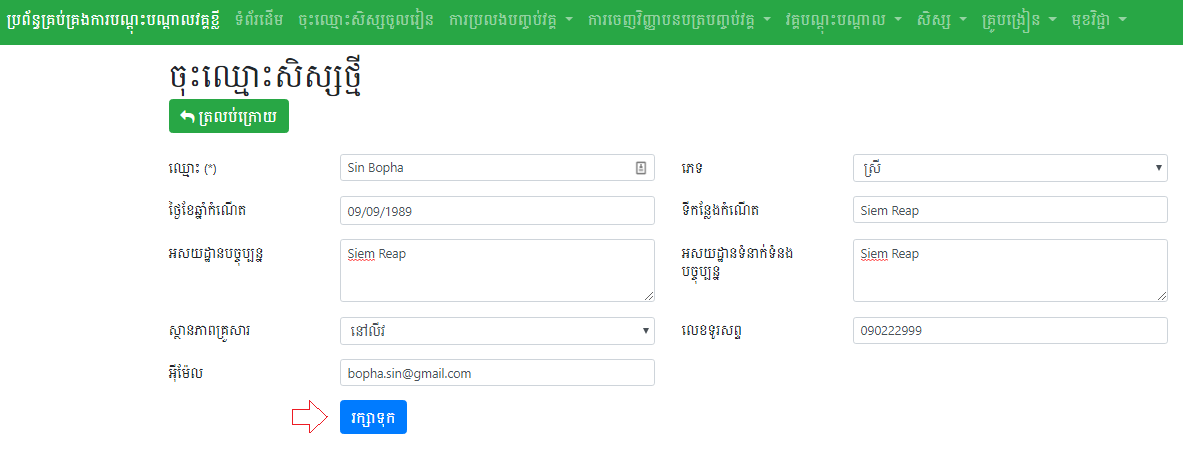 ប្រព័ន្ធគ្រប់គ្រងការបណ្តុះបណ្តាលវគ្គខ្លី ទំព័រដើម ចុះឈ្មោះសិស្សចូលរៀន ការប្រលងបញ្ចប់វគ្គ ការចេញវិញ្ញាបនបត្របញ្ចប់វគ្គ វគ្គបណ្តុះបណ្តាល សិស្ស គ្រូបង្រៀន មុខវិជ្ជា
ចុះឈ្មោះសិស្សថ្មី
ត្រលប់ក្រោយ
ឈ្មោះ (*) Sin Bopha ភេទ ស្រី
ថ្ងៃខែឆ្នាំកំណើត 09/09/1989 ទីកន្លែងកំណើត Siem Reap
អសយដ្ឋានបច្ចុប្បន្ន Siem Reap អសយដ្ឋានទំនាក់ទំនង Siem Reap
បច្ចុប្បន្ន
ស្ថានភាពគ្រួសារ នៅលីវ លេខទូរសព្ទ 090222999
អ៊ីម៉ែល bopha.sin@gmail.com
រក្សាទុក